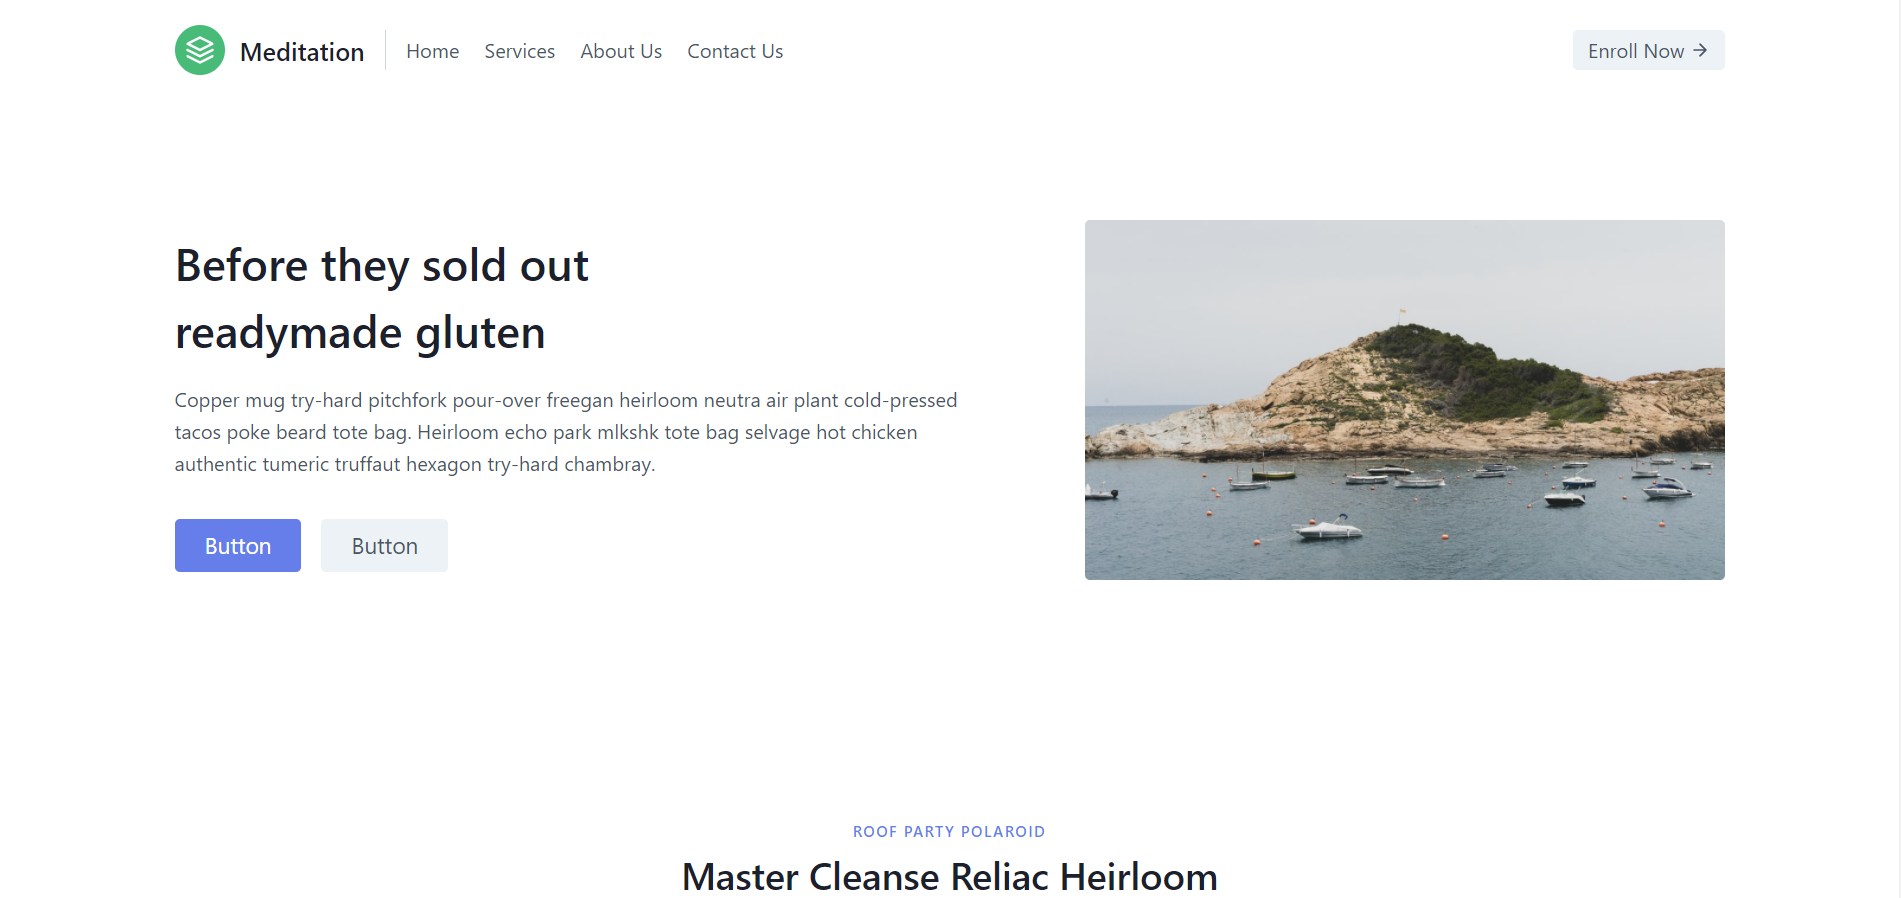 Meditation
Home
Services
About Us
Contact Us
Enroll Now →
Before they sold out
readymade gluten
Copper mug try-hard pitchfork pour-over freegan heirloom neutra air plant cold-pressed
tacos poke beard tote bag. Heirloom echo park mlkshk tote bag selvage hot chicken
authentic tumeric truffaut hexagon try-hard chambray.
Button
Button
ROOF PARTY POLAROID
Master Cleanse Reliac Heirloom